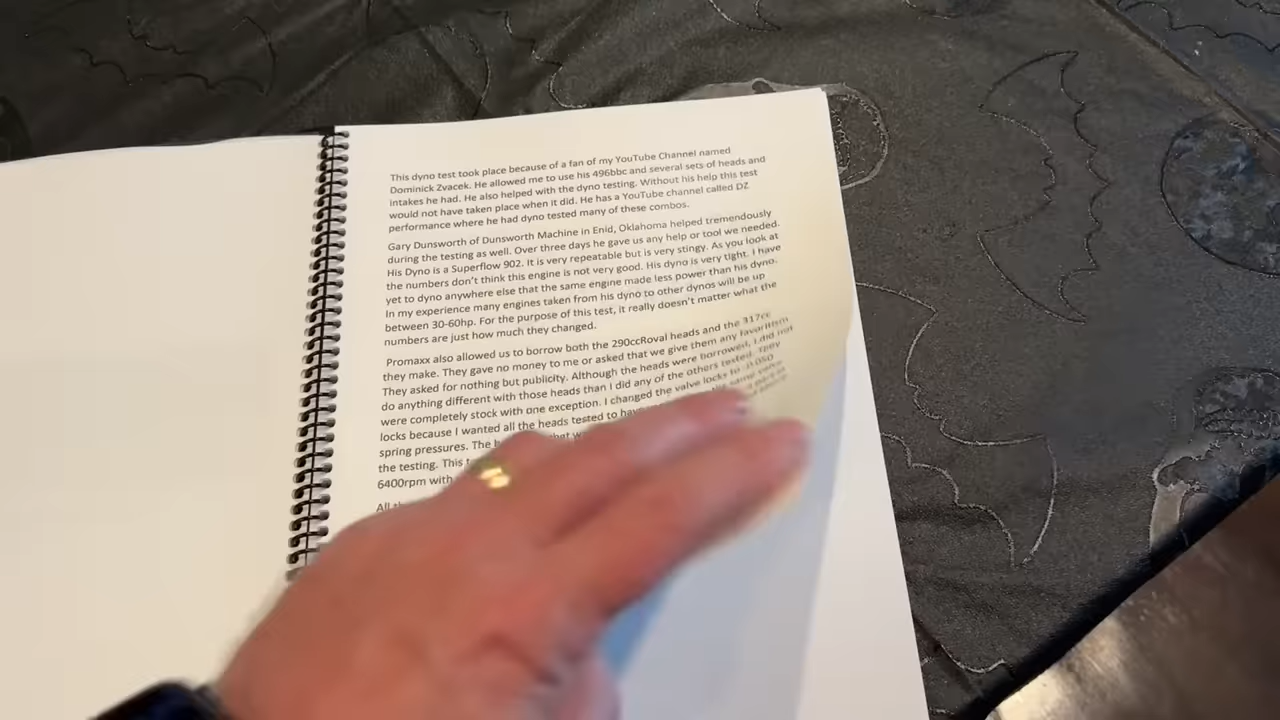 This dyno test took place because of a fan of my YouTube Channel named
Dominick Zvacek. He allowed me to use his 496bbc and several sets of heads and
intakes he had. He also helped with the dyno testing. Without his help this test
would not have taken place when it did. He has a YouTube channel called DZ
performance where he had dyno tested many of these combos.
Gary Dunsworth of Dunsworth Machine in Enid, Oklahoma helped tremendously
during the testing as well. Over three days he gave us any help or tool we needed.
His Dyno is a Superflow 902. It is very repeatable but is very stingy. As you look at
the numbers don't think this engine is not very good. His dyno is very tight. I have
yet to dyno anywhere else that the same engine made less power than his dyno.
In my experience many engines taken from his dyno to other dynos will be up
between 30-60hp. For the purpose of this test, it really doesn't matter what the
numbers are just how much they changed.
Promaxx also allowed us to borrow both the 290ccRoval heads and the 317cc
they make. They gave no money to me or asked that we give them any favoritism
They asked for nothing but publicity. Although the heads were borrowed, I did not
do anything different with those heads than I did any of the others tested. They
were completely stock with one exception. I changed the valve locks to .050
locks because I wanted all the heads tested to have the same valve
spring pressures. The
the testing. This
6400rpm with
All